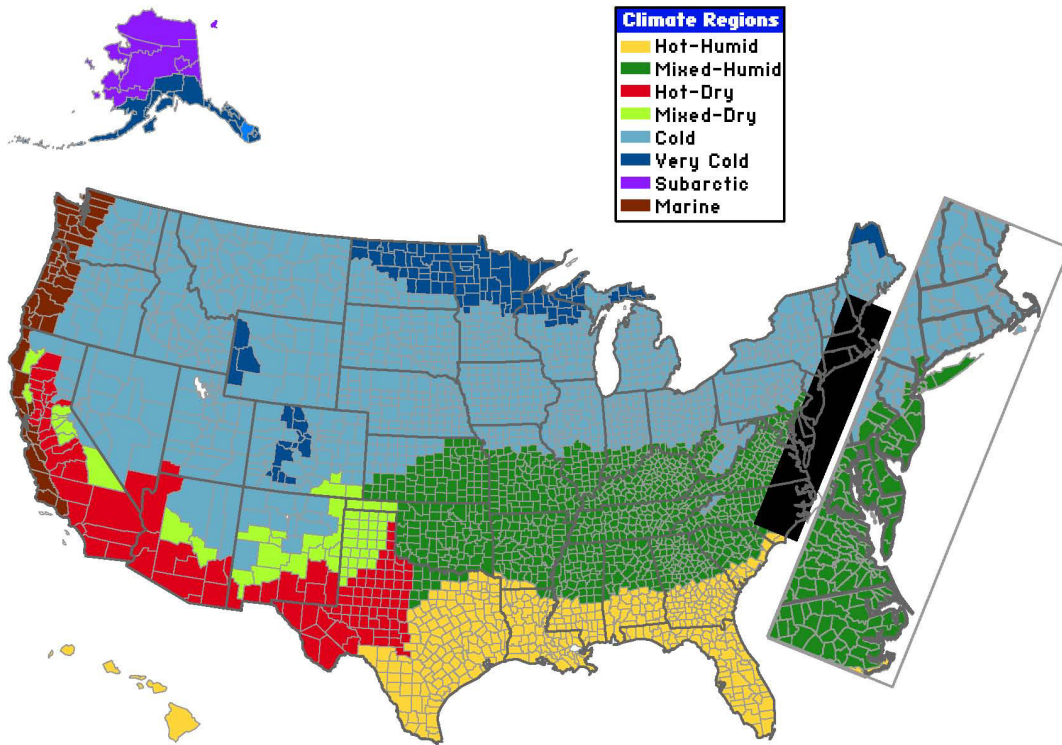 Climate Regions
Hot-Humid
Mixed-Humid
Hot-Dry
Mixed-Dry
Cold
Very Cold
Subarctic
Marine